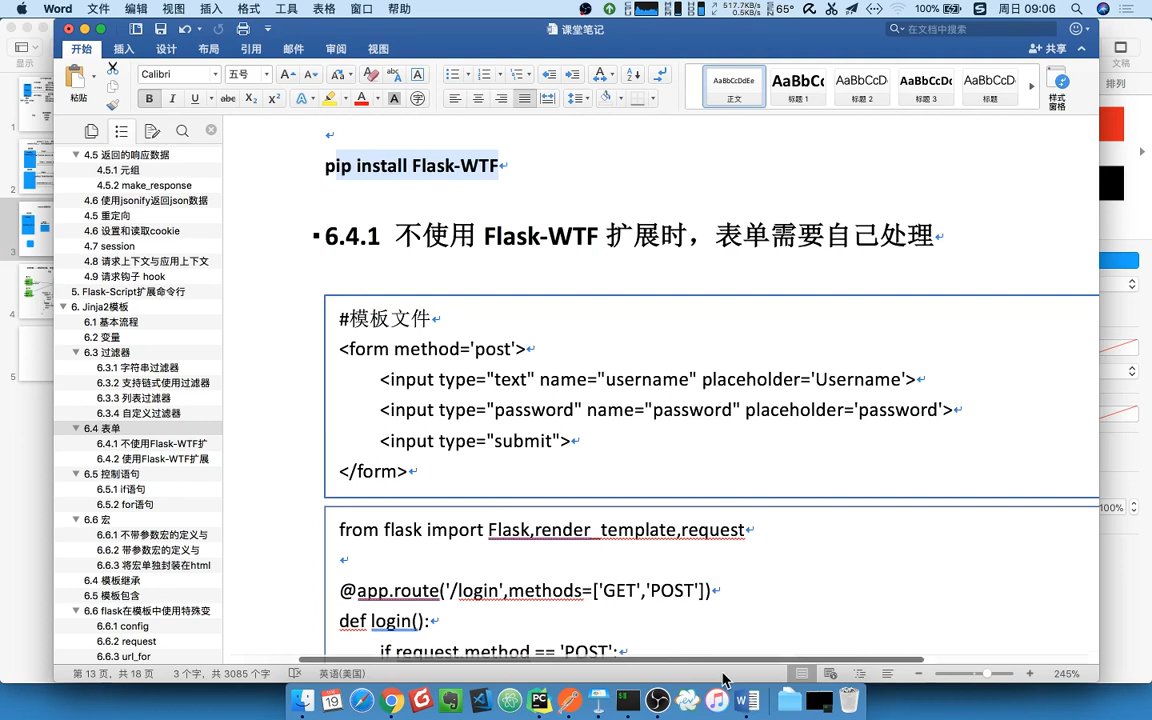 Word 文件 编辑 视图 插入 格式 工具 表格 窗口 帮助 517.7KB/s 0.5KB/s 65° 100% 周日 09:06
课堂笔记
在文中搜索
开始 插入 设计 布局 引用 邮件 审阅 视图
共享
显示
文稿
粘贴
Calibri 五号
AaBbCcDdEe AaBbCc AaBbCcD AaBbCcD AaBbCcD
正文 标题 1 标题 2 标题 3 标题
样式
窗格
排列
4.5 返回的响应数据
4.5.1 元组
4.5.2 make_response
4.6 使用jsonify返回json数据
4.5 重定向
4.6 设置和读取cookie
4.7 session
4.8 请求上下文与应用上下文
4.9 请求钩子 hook
5. Flask-Script扩展命令行
6. Jinja2模板
6.1 基本流程
6.2 变量
6.3 过滤器
6.3.1 字符串过滤器
6.3.2 支持链式使用过滤器
6.3.3 列表过滤器
6.3.4 自定义过滤器
6.4 表单
6.4.1 不使用Flask-WTF扩
6.4.2 使用Flask-WTF扩展
6.5 控制语句
6.5.1 if语句
6.5.2 for语句
6.6 宏
6.6.1 不带参数宏的定义与
6.6.2 带参数宏的定义与
6.6.3 将宏单独封装在html
6.4 模板继承
6.5 模板包含
6.6 flask在模板中使用特殊变
6.6.1 config
6.6.2 request
6.6.3 url_for
1
2
3
4
5
pip install Flask-WTF
6.4.1 不使用 Flask-WTF 扩展时，表单需要自己处理
#模板文件
<form method='post'>
<input type="text" name="username" placeholder='Username'>
<input type="password" name="password" placeholder='password'>
<input type="submit">
</form>
from flask import Flask,render_template,request
@app.route('/login',methods=['GET','POST'])
def login():
if request.method == 'POST':
100%
第 13 页，共 18 页 3 个字，共 3085 个字 英语(美国) 245%